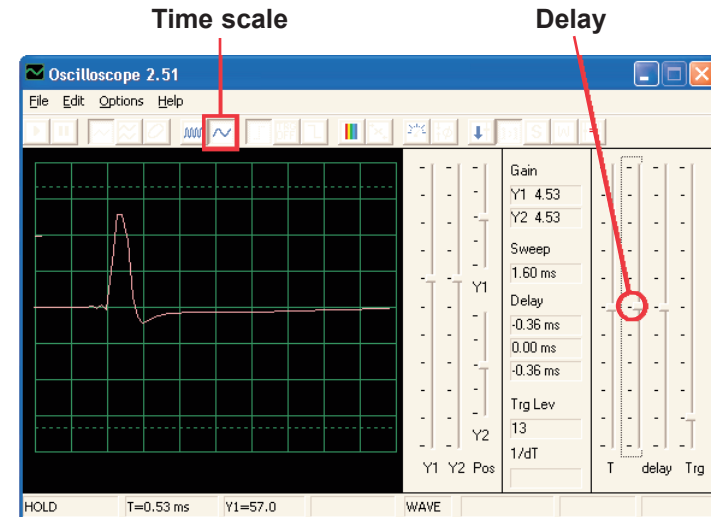 Time scale Delay
Oscilloscope 2.51
File Edit Options Help
S W
Gain
Y1 4.53
Y2 4.53
Sweep
1.60 ms
Delay
-0.36 ms
0.00 ms
-0.36 ms
Trg Lev
13
1/dT
Y1
Y2
Y1 Y2 Pos
T delay Trg
HOLD T=0.53 ms Y1=57.0 WAVE